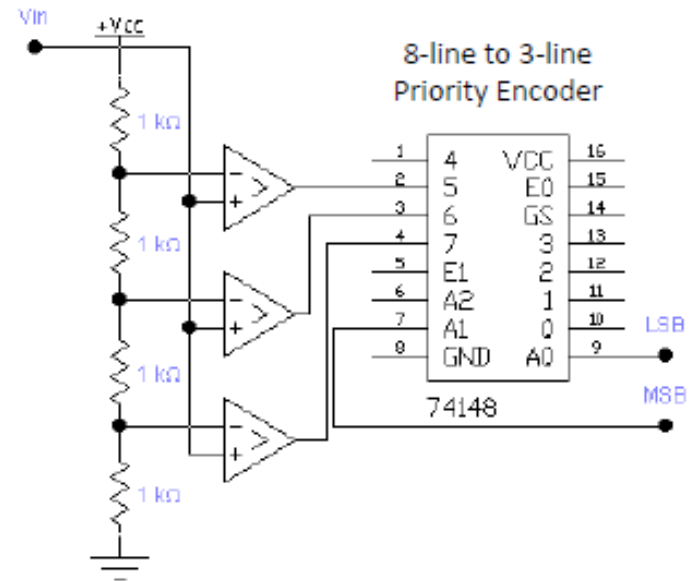 Vin
+Vcc
8-line to 3-line
Priority Encoder
1 kΩ
1 kΩ
1 kΩ
1 kΩ
-
+
>
-
+
>
-
+
>
1 4 VCC 16
2 5 E0 15
3 6 GS 14
4 7 3 13
5 E1 2 12
6 A2 1 11
7 A1 0 10
8 GND A0 9
LSB
MSB
74148